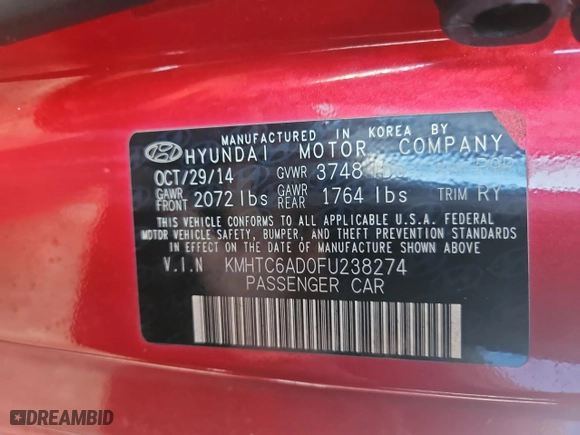 MANUFACTURED IN KOREA BY
HYUNDAI MOTOR COMPANY
OCT/29/14 GVWR 3748
GAWR FRONT 2072 lbs GAWR REAR 1764 lbs TRIM RY
THIS VEHICLE CONFORMS TO ALL APPLICABLE U.S.A. FEDERAL
MOTOR VEHICLE SAFETY, BUMPER, AND THEFT PREVENTION STANDARDS
IN EFFECT ON THE DATE OF MANUFACTURE SHOWN ABOVE.
V.I.N KMHTC6AD0FU238274
PASSENGER CAR
DREAMBID